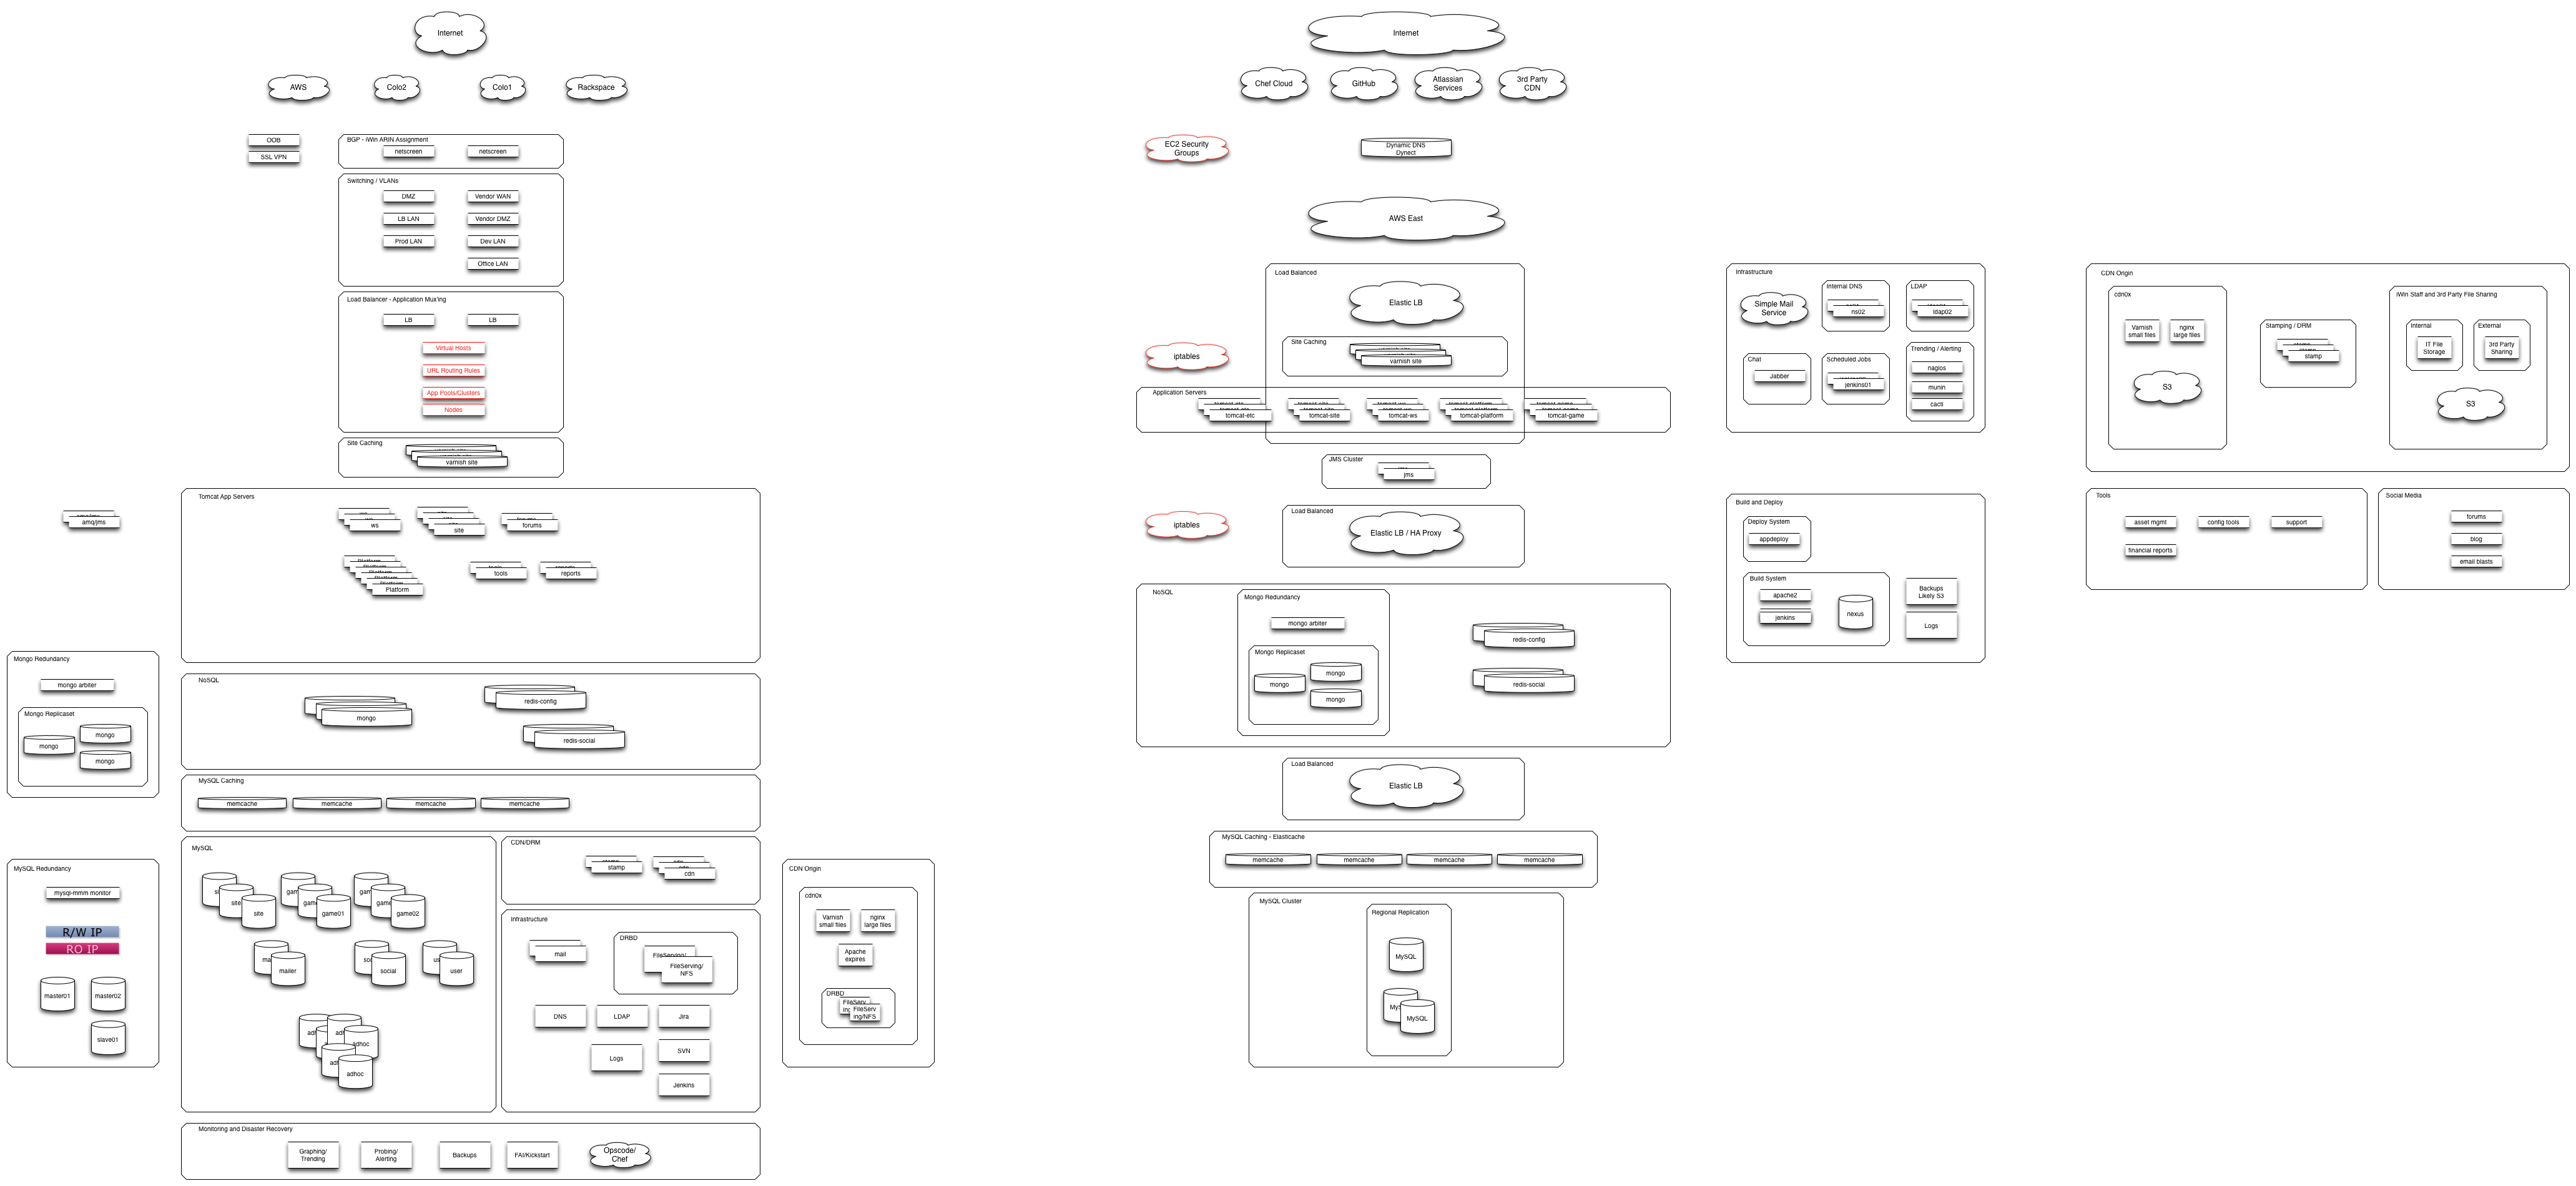 Internet
AWS
Colo2
Colo1
Rackspace
OOB
SSL VPN
BGP - iWin ARIN Assignment
netscreen
netscreen
Switching / VLANs
DMZ
Vendor WAN
LB LAN
Vendor DMZ
Prod LAN
Dev LAN
Office LAN
Load Balancer - Application Mux'ing
LB
LB
Virtual Hosts
URL Routing Rules
App Pools/Clusters
Nodes
Site Caching
varnish site
amq/jms
Tomcat App Servers
ws
site
forums
Platform
tools
reports
Mongo Redundancy
mongo arbiter
Mongo Replicaset
mongo
mongo
mongo
NoSQL
mongo
redis-config
redis-social
MySQL Caching
memcache
memcache
memcache
memcache
MySQL Redundancy
mysql-mmm monitor
R/W IP
RO IP
master01
master02
slave01
MySQL
site
site
game01
game02
mailer
social
user
adhoc
adhoc
CDN/DRM
stamp
cdn
Infrastructure
mail
DRBD
FileServing/
FileServing/
NFS
DNS
LDAP
Jira
Logs
SVN
Jenkins
CDN Origin
cdn0x
Varnish
small files
nginx
large files
Apache
expires
DRBD
FileServ
FileServ
ing/NFS
Monitoring and Disaster Recovery
Graphing/
Trending
Probing/
Alerting
Backups
FAI/Kickstart
Opscode/
Chef
Internet
Chef Cloud
GitHub
Atlassian
Services
3rd Party
CDN
EC2 Security
Groups
Dynamic DNS
Dynect
AWS East
Load Balanced
Elastic LB
Site Caching
varnish site
iptables
Application Servers
tomcat-etc
tomcat-site
tomcat-ws
tomcat-platform
tomcat-game
JMS Cluster
jms
iptables
Load Balanced
Elastic LB / HA Proxy
NoSQL
Mongo Redundancy
mongo arbiter
Mongo Replicaset
mongo
mongo
mongo
redis-config
redis-social
Load Balanced
Elastic LB
MySQL Caching - Elasticache
memcache
memcache
memcache
memcache
MySQL Cluster
Regional Replication
MySQL
MySQL
Infrastructure
Simple Mail
Service
Internal DNS
ns02
LDAP
ldap02
Chat
Jabber
Scheduled Jobs
jenkins01
Trending / Alerting
nagios
munin
cacti
Build and Deploy
Deploy System
appdeploy
Build System
apache2
jenkins
nexus
Backups
Likely S3
Logs
CDN Origin
cdn0x
Varnish
small files
nginx
large files
S3
Stamping / DRM
stamp
iWin Staff and 3rd Party File Sharing
Internal
IT File
Storage
External
3rd Party
Sharing
S3
Tools
asset mgmt
config tools
support
financial reports
Social Media
forums
blog
email blasts